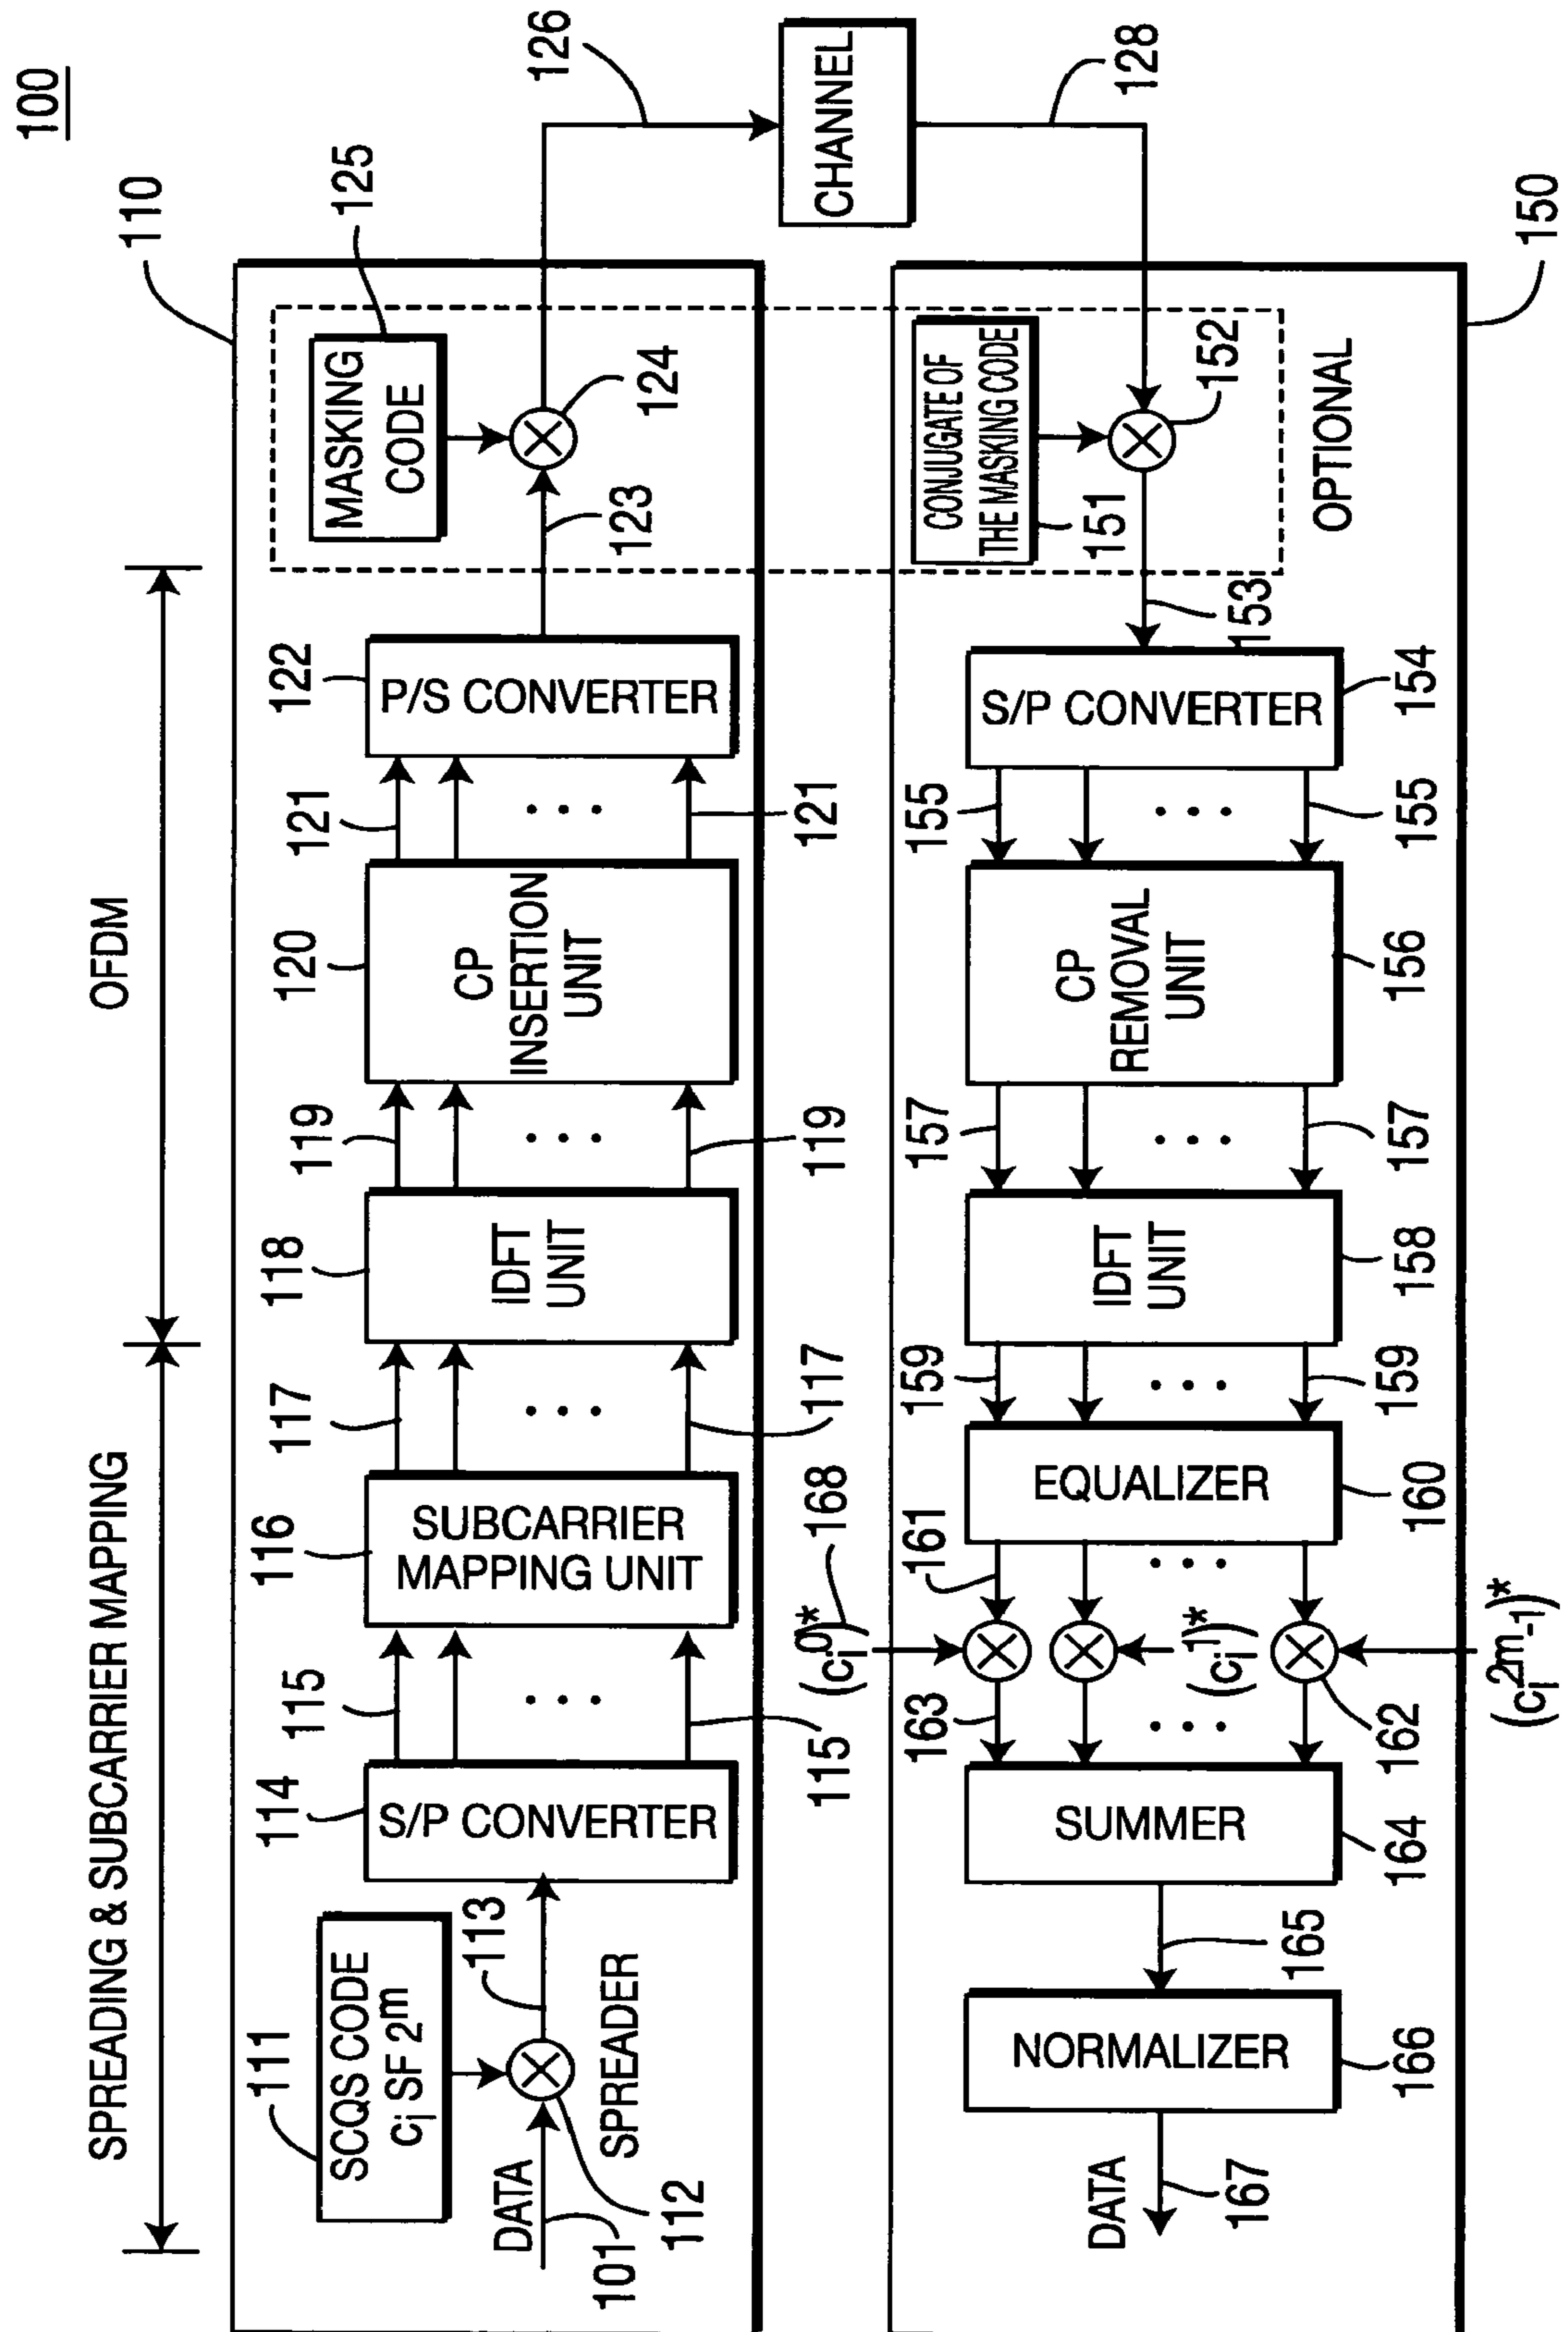 100
SPREADING & SUBCARRIER MAPPING
OFDM
110
111
SCQS CODE
ci SF 2^m
DATA
101
112
SPREADER
113
114
S/P CONVERTER
115
115
116
SUBCARRIER
MAPPING UNIT
117
117
118
IDFT
UNIT
119
119
120
CP
INSERTION
UNIT
121
121
122
P/S CONVERTER
123
MASKING
CODE
125
124
126
CHANNEL
128
150
CONJUGATE OF
THE MASKING CODE
151
152
OPTIONAL
153
S/P CONVERTER
154
155
155
CP
REMOVAL
UNIT
156
157
157
IDFT
UNIT
158
159
159
EQUALIZER
160
161
168
(ci^0)*
(ci^1)*
(ci^2m-1)*
162
163
SUMMER
164
165
NORMALIZER
166
DATA
167